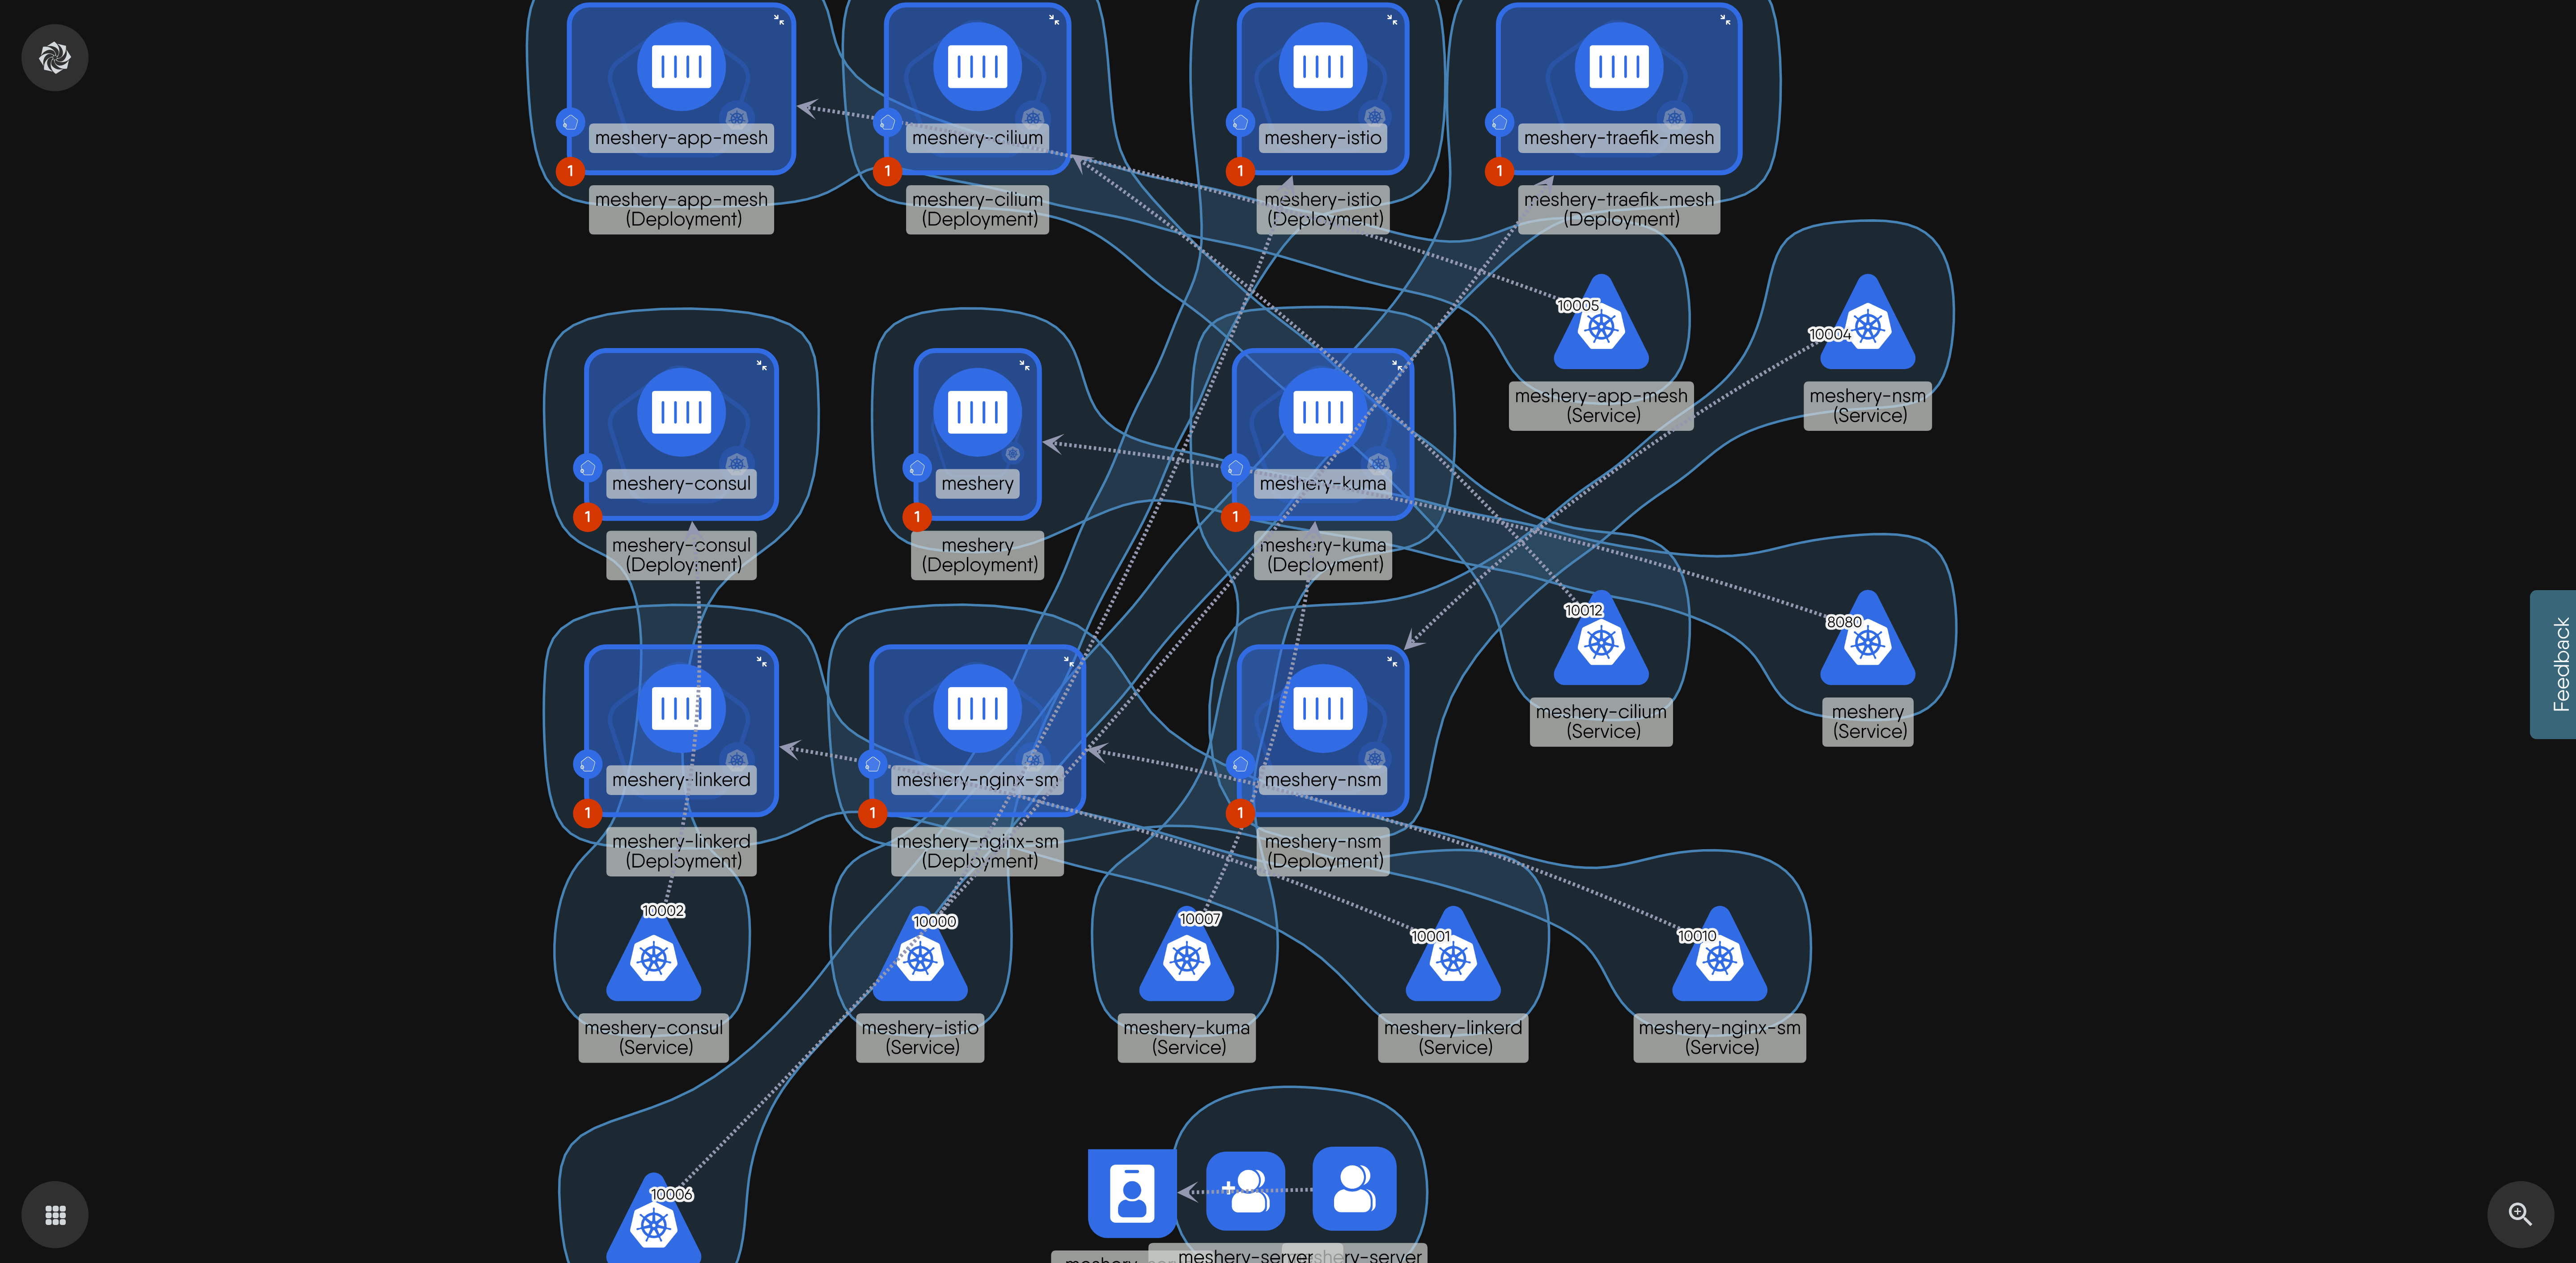 meshery-app-mesh
1
meshery-app-mesh
(Deployment)
meshery-cilium
1
meshery-cilium
(Deployment)
meshery-istio
1
meshery-istio
(Deployment)
meshery-traefik-mesh
1
meshery-traefik-mesh
(Deployment)
10005
meshery-app-mesh
(Service)
10004
meshery-nsm
(Service)
meshery-consul
1
meshery-consul
(Deployment)
meshery
1
meshery
(Deployment)
meshery-kuma
1
meshery-kuma
(Deployment)
10012
meshery-cilium
(Service)
8080
meshery
(Service)
Feedback
meshery-linkerd
1
meshery-linkerd
(Deployment)
meshery-nginx-sm
1
meshery-nginx-sm
(Deployment)
meshery-nsm
1
meshery-nsm
(Deployment)
10002
meshery-consul
(Service)
10000
meshery-istio
(Service)
10007
meshery-kuma
(Service)
10001
meshery-linkerd
(Service)
10010
meshery-nginx-sm
(Service)
10006
meshery-server